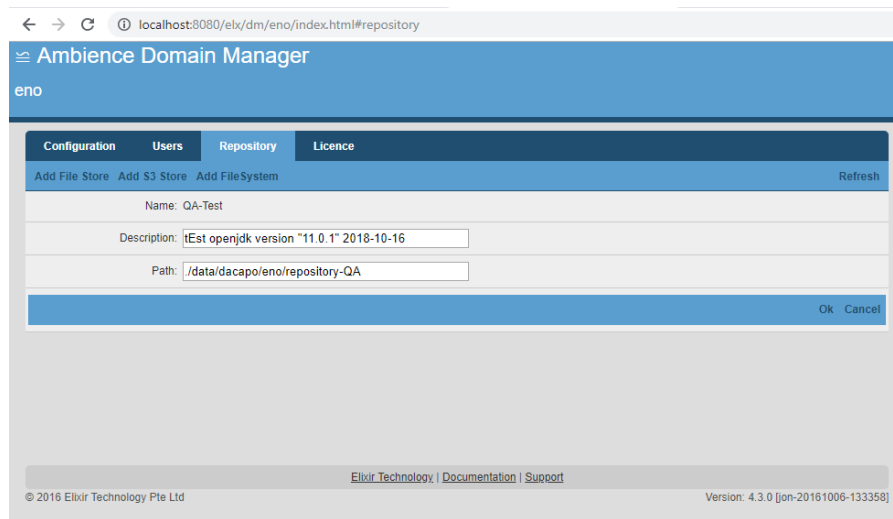 localhost:8080/elx/dm/eno/index.html#repository
Ambience Domain Manager
eno
Configuration Users Repository Licence
Add File Store Add S3 Store Add FileSystem Refresh
Name: QA-Test
Description: tEst openjdk version "11.0.1" 2018-10-16
Path: ./data/dacapo/eno/repository-QA
Ok Cancel
Elixir Technology | Documentation | Support
© 2016 Elixir Technology Pte Ltd Version: 4.3.0 [jon-20161006-133358]